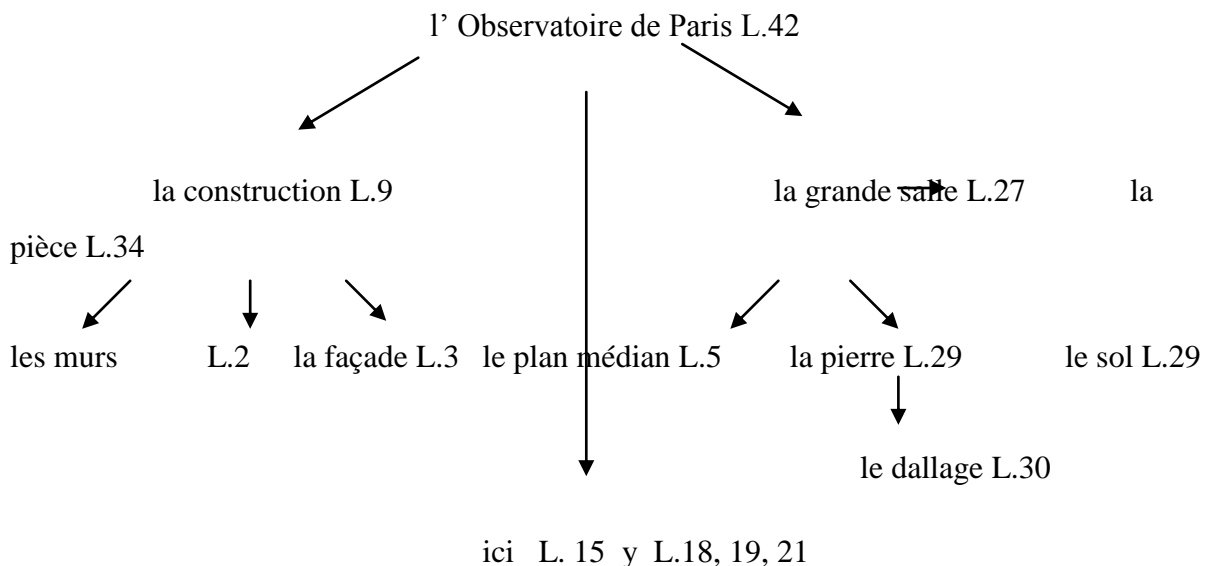 l’ Observatoire de Paris L.42
la construction L.9 la grande salle L.27 la
pièce L.34
les murs L.2 la façade L.3 le plan médian L.5 la pierre L.29 le sol L.29
le dallage L.30
ici L. 15 y L.18, 19, 21